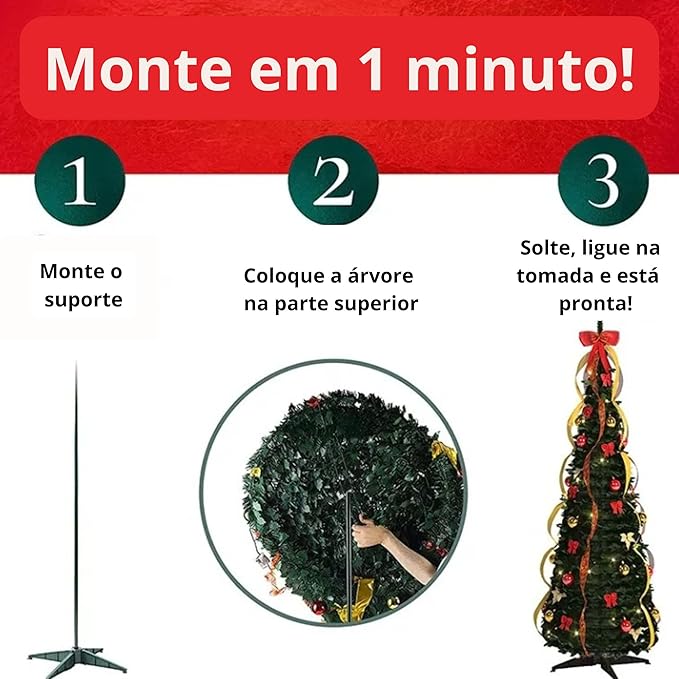 Monte em 1 minuto!
1
2
3
Monte o
suporte
Coloque a árvore
na parte superior
Solte, ligue na
tomada e está
pronta!